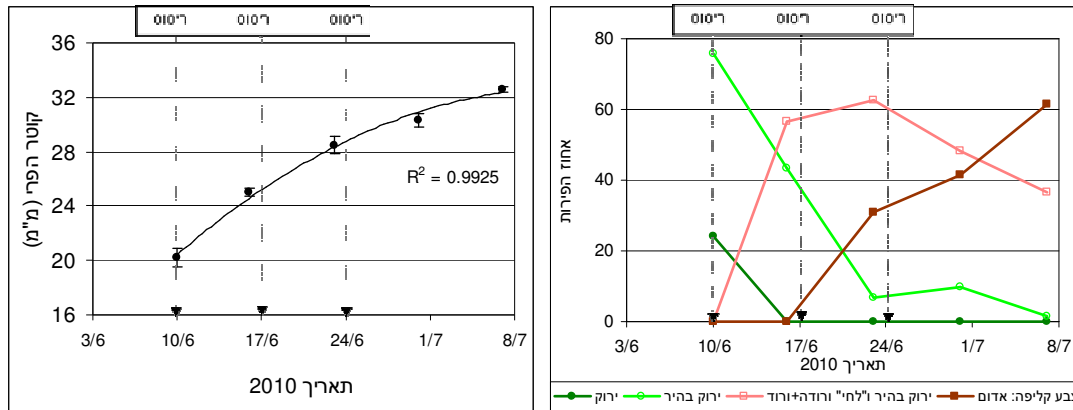 ריסוס ריסוס ריסוס
36
32
28
24
20
16
קוטר הפרי (מ"מ)
R² = 0.9925
3/6 10/6 17/6 24/6 1/7 8/7
תאריך 2010
ריסוס ריסוס ריסוס
80
60
40
20
0
אחוז הפירות
3/6 10/6 17/6 24/6 1/7 8/7
תאריך 2010
צבע קליפה: אדום ירוק בהיר ו"לחי" ורודה+ורוד ירוק בהיר ירוק